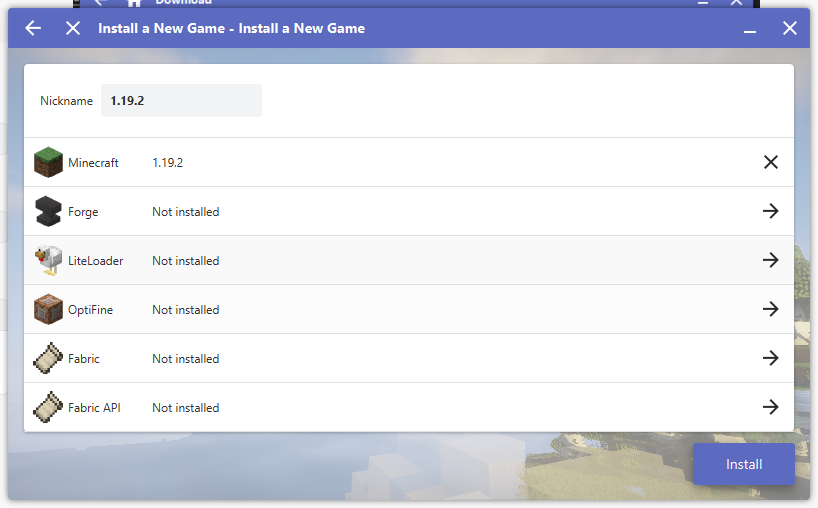 Download
Install a New Game - Install a New Game
Nickname 1.19.2
Minecraft 1.19.2
Forge Not installed
LiteLoader Not installed
OptiFine Not installed
Fabric Not installed
Fabric API Not installed
Install